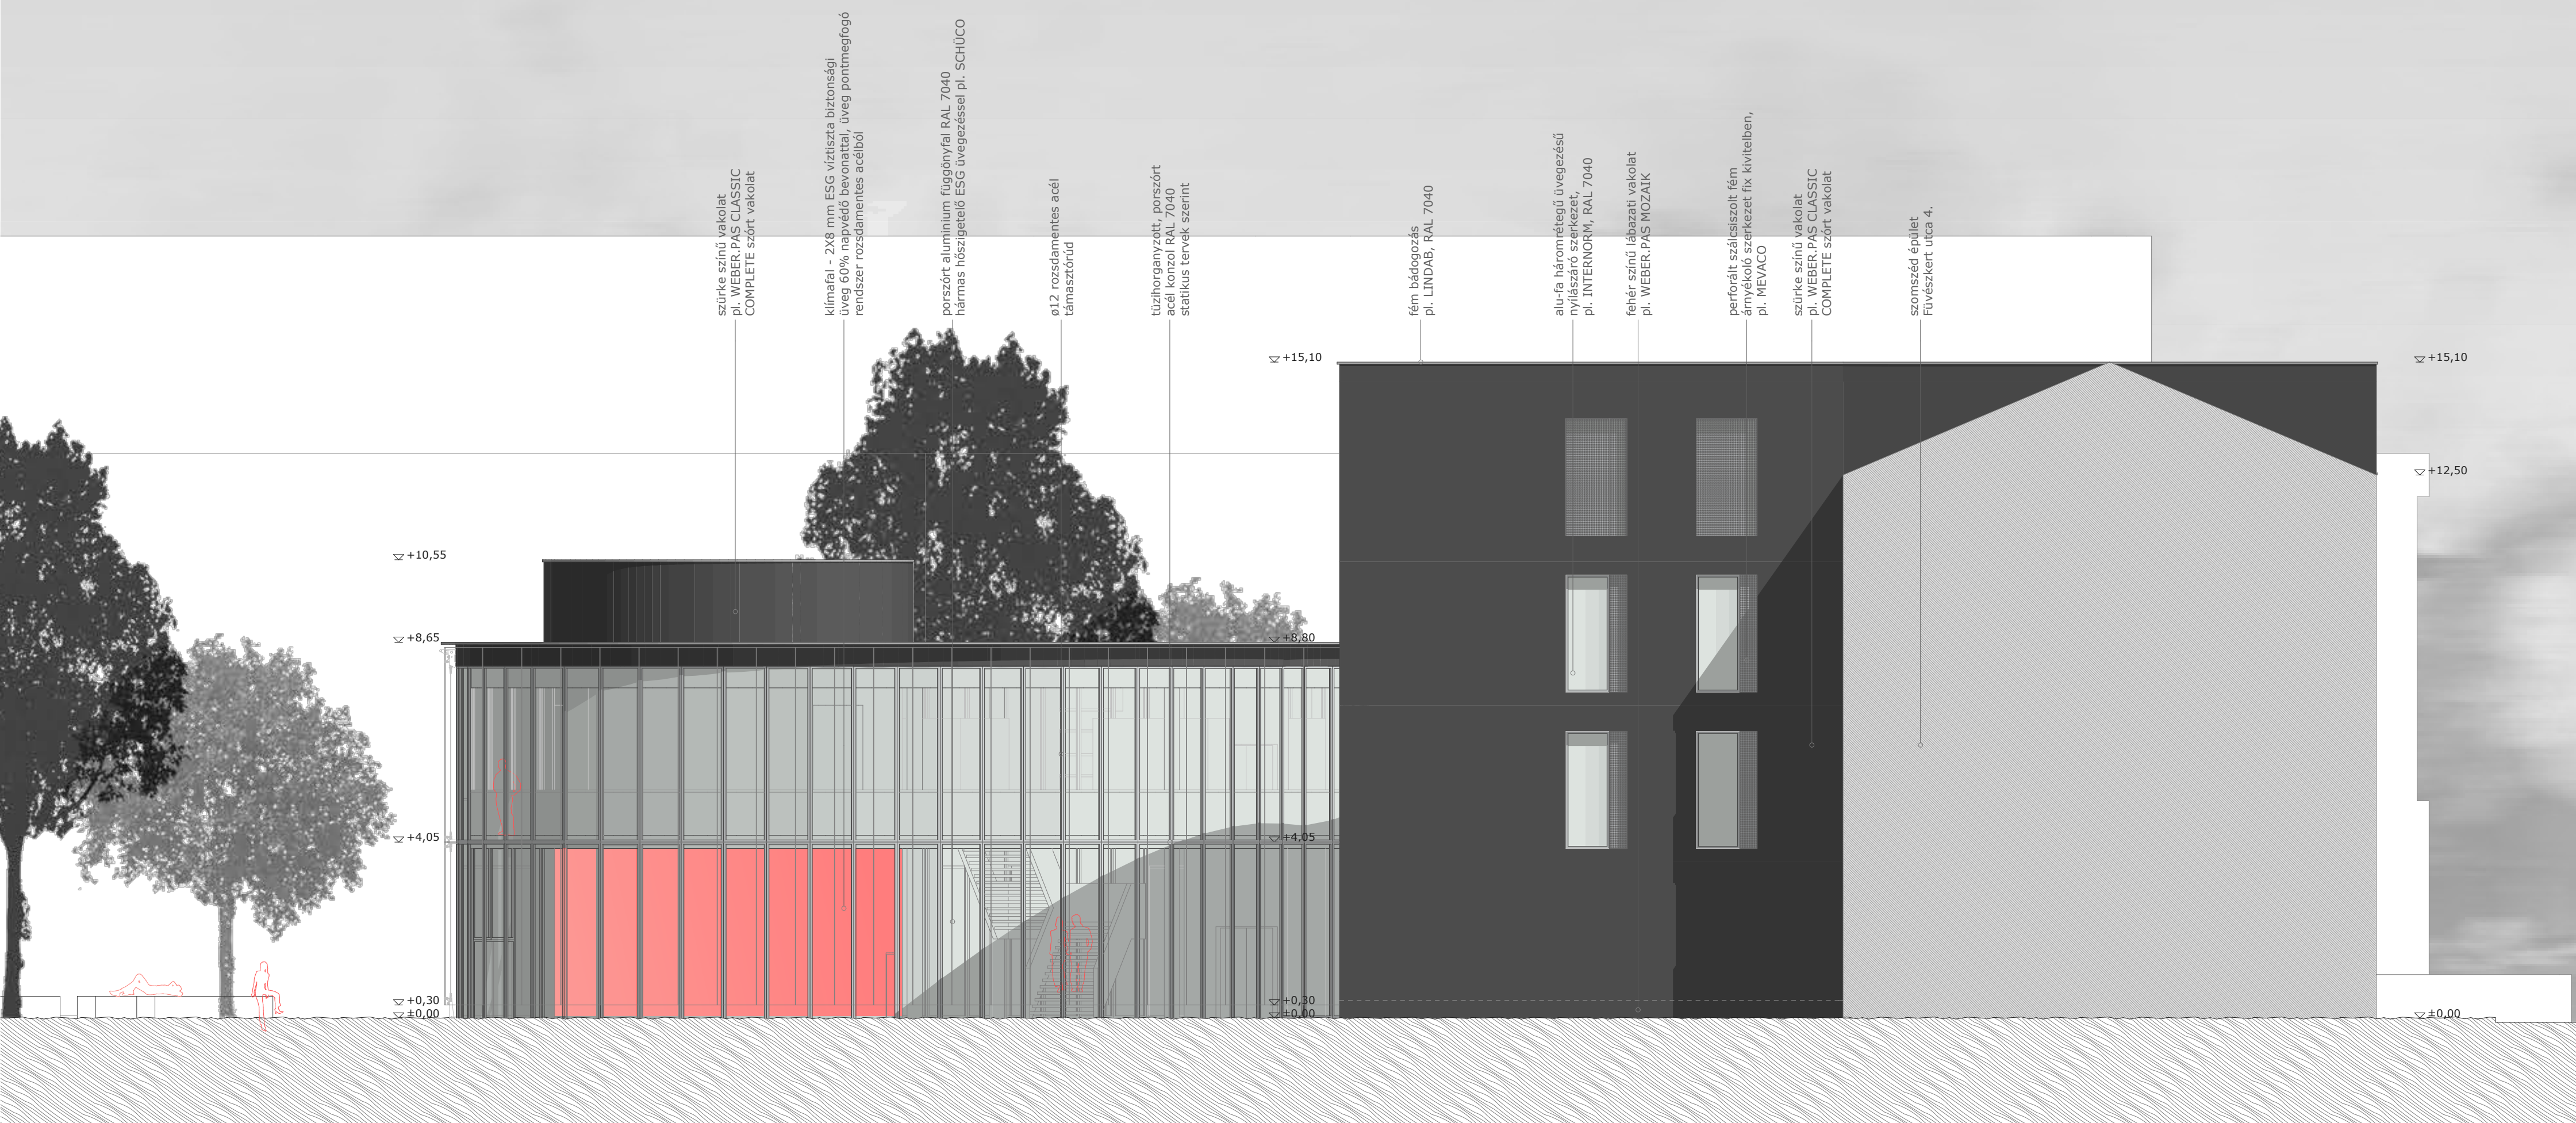 szürke színű vakolat
pl. WEBER.PAS CLASSIC
COMPLETE szórt vakolat
klímafal - 2X8 mm ESG víztiszta biztonsági
üveg 60% napvédő bevonattal, üveg pontmegfogó
rendszer rozsdamentes acélból
porszórt aluminium függönyfal RAL 7040
hármas hőszigetelő ESG üvegezéssel pl. SCHÜCO
ø12 rozsdamentes acél
támasztórúd
tüzihorganyzott, porszórt
acél konzol RAL 7040
statikus tervek szerint
fém bádogozás
pl. LINDAB, RAL 7040
alu-fa háromrétegű üvegezésű
nyílászáró szerkezet,
pl. INTERNORM, RAL 7040
fehér színű lábazati vakolat
pl. WEBER.PAS MOZAIK
perforált szálcsiszolt fém
árnyékoló szerkezet fix kivitelben,
pl. MEVACO
szürke színű vakolat
pl. WEBER.PAS CLASSIC
COMPLETE szórt vakolat
szomszéd épület
Füvészkert utca 4.
+15,10
+15,10
+12,50
+10,55
+8,65
+8,80
+4,05
+4,05
+0,30
±0,00
+0,30
±0,00
±0,00